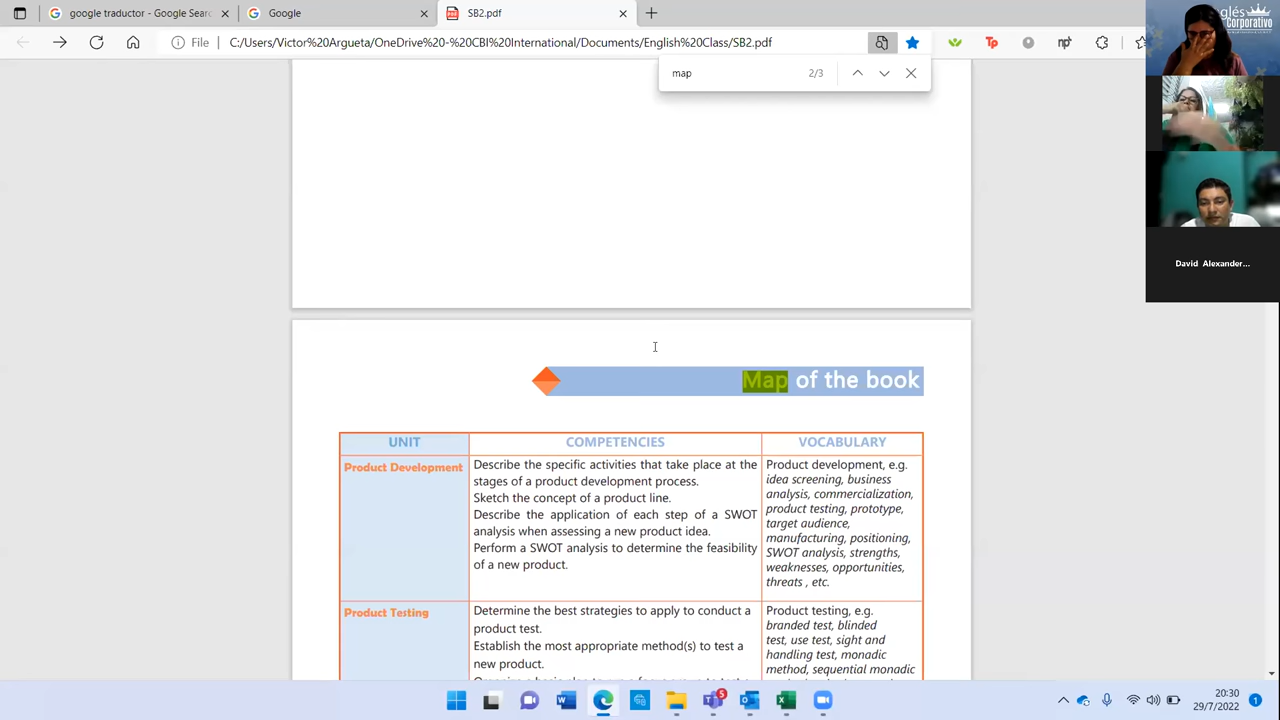 google traductor - Google Sear
Google
SB2.pdf
File
C:/Users/Victor%20Argueta/OneDrive%20-%20CBI%20International/Documents/English%20Class/SB2.pdf
map
2/3
glés
Corporativo
David Alexander...
Map of the book
UNIT
COMPETENCIES
VOCABULARY
Product Development
Describe the specific activities that take place at the
stages of a product development process.
Sketch the concept of a product line.
Describe the application of each step of a SWOT
analysis when assessing a new product idea.
Perform a SWOT analysis to determine the feasibility
of a new product.
Product development, e.g.
idea screening, business
analysis, commercialization,
product testing, prototype,
target audience,
manufacturing, positioning,
SWOT analysis, strengths,
weaknesses, opportunities,
threats , etc.
Product Testing
Determine the best strategies to apply to conduct a
product test.
Establish the most appropriate method(s) to test a
new product.
Product testing, e.g.
branded test, blinded
test, use test, sight and
handling test, monadic
method, sequential monadic
5
20:30
29/7/2022
1